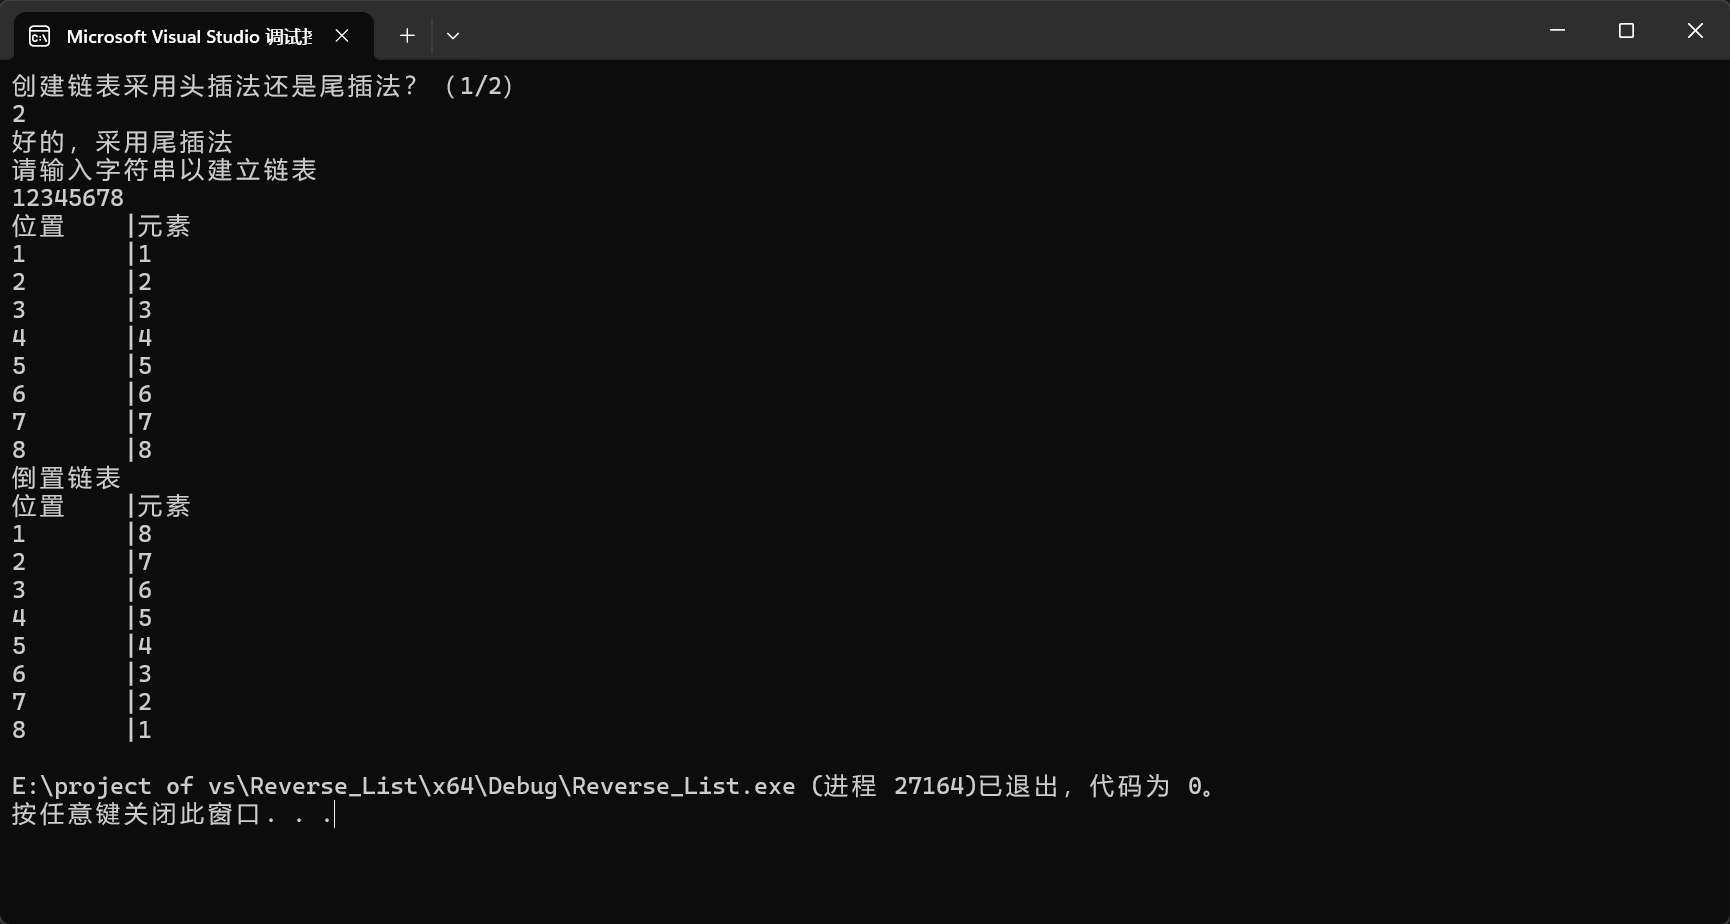 Microsoft Visual Studio 调试
创建链表采用头插法还是尾插法？（1/2）
2
好的，采用尾插法
请输入字符串以建立链表
12345678
位置 |元素
1 |1
2 |2
3 |3
4 |4
5 |5
6 |6
7 |7
8 |8
倒置链表
位置 |元素
1 |8
2 |7
3 |6
4 |5
5 |4
6 |3
7 |2
8 |1
E:\project of vs\Reverse_List\x64\Debug\Reverse_List.exe (进程 27164)已退出，代码为 0。
按任意键关闭此窗口. . .